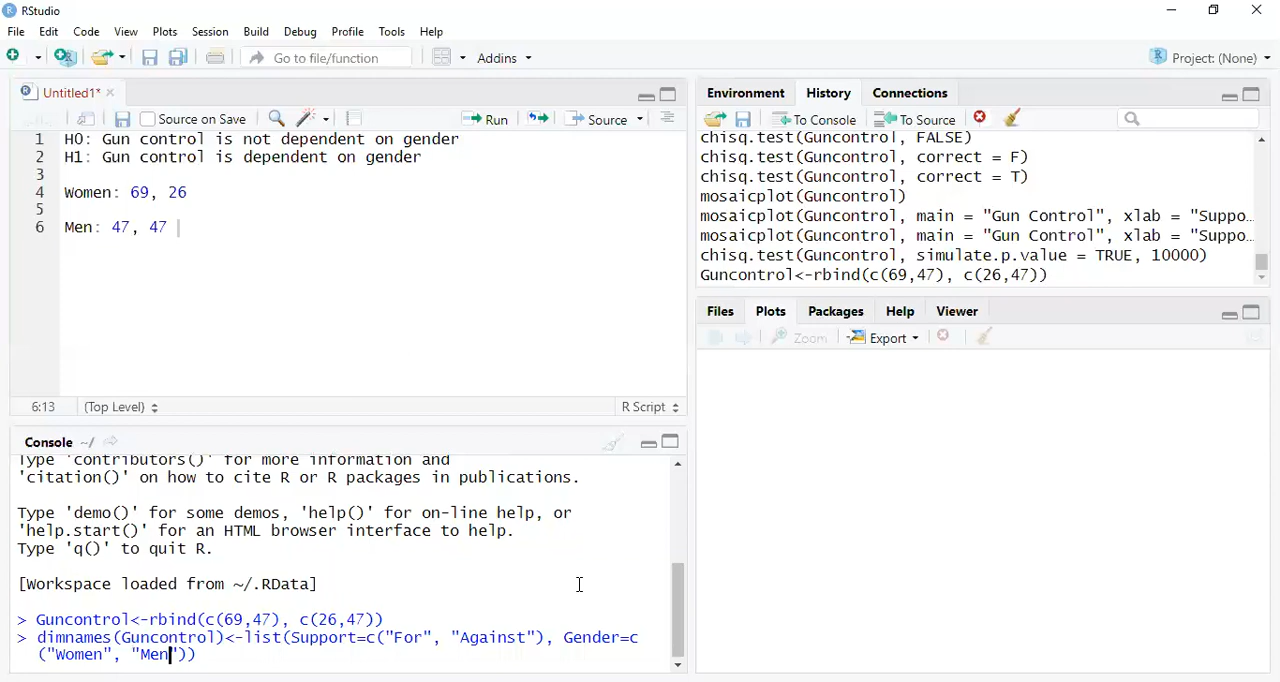 RStudio
File Edit Code View Plots Session Build Debug Profile Tools Help
Go to file/function Addins Project: (None)
Untitled1*
Source on Save Run Source
1 H0: Gun control is not dependent on gender
2 H1: Gun control is dependent on gender
3
4 Women: 69, 26
5
6 Men: 47, 47
6:13 (Top Level) R Script
Console ~/
Type 'contributors()' for more information and
'citation()' on how to cite R or R packages in publications.
Type 'demo()' for some demos, 'help()' for on-line help, or
'help.start()' for an HTML browser interface to help.
Type 'q()' to quit R.
[Workspace loaded from ~/.RData]
> Guncontrol<-rbind(c(69,47), c(26,47))
> dimnames(Guncontrol)<-list(Support=c("For", "Against"), Gender=c
("Women", "Men"))
Environment History Connections
To Console To Source
chisq.test(Guncontrol, FALSE)
chisq.test(Guncontrol, correct = F)
chisq.test(Guncontrol, correct = T)
mosaicplot(Guncontrol)
mosaicplot(Guncontrol, main = "Gun Control", xlab = "Suppo…
mosaicplot(Guncontrol, main = "Gun Control", xlab = "Suppo…
chisq.test(Guncontrol, simulate.p.value = TRUE, 10000)
Guncontrol<-rbind(c(69,47), c(26,47))
Files Plots Packages Help Viewer
Zoom Export